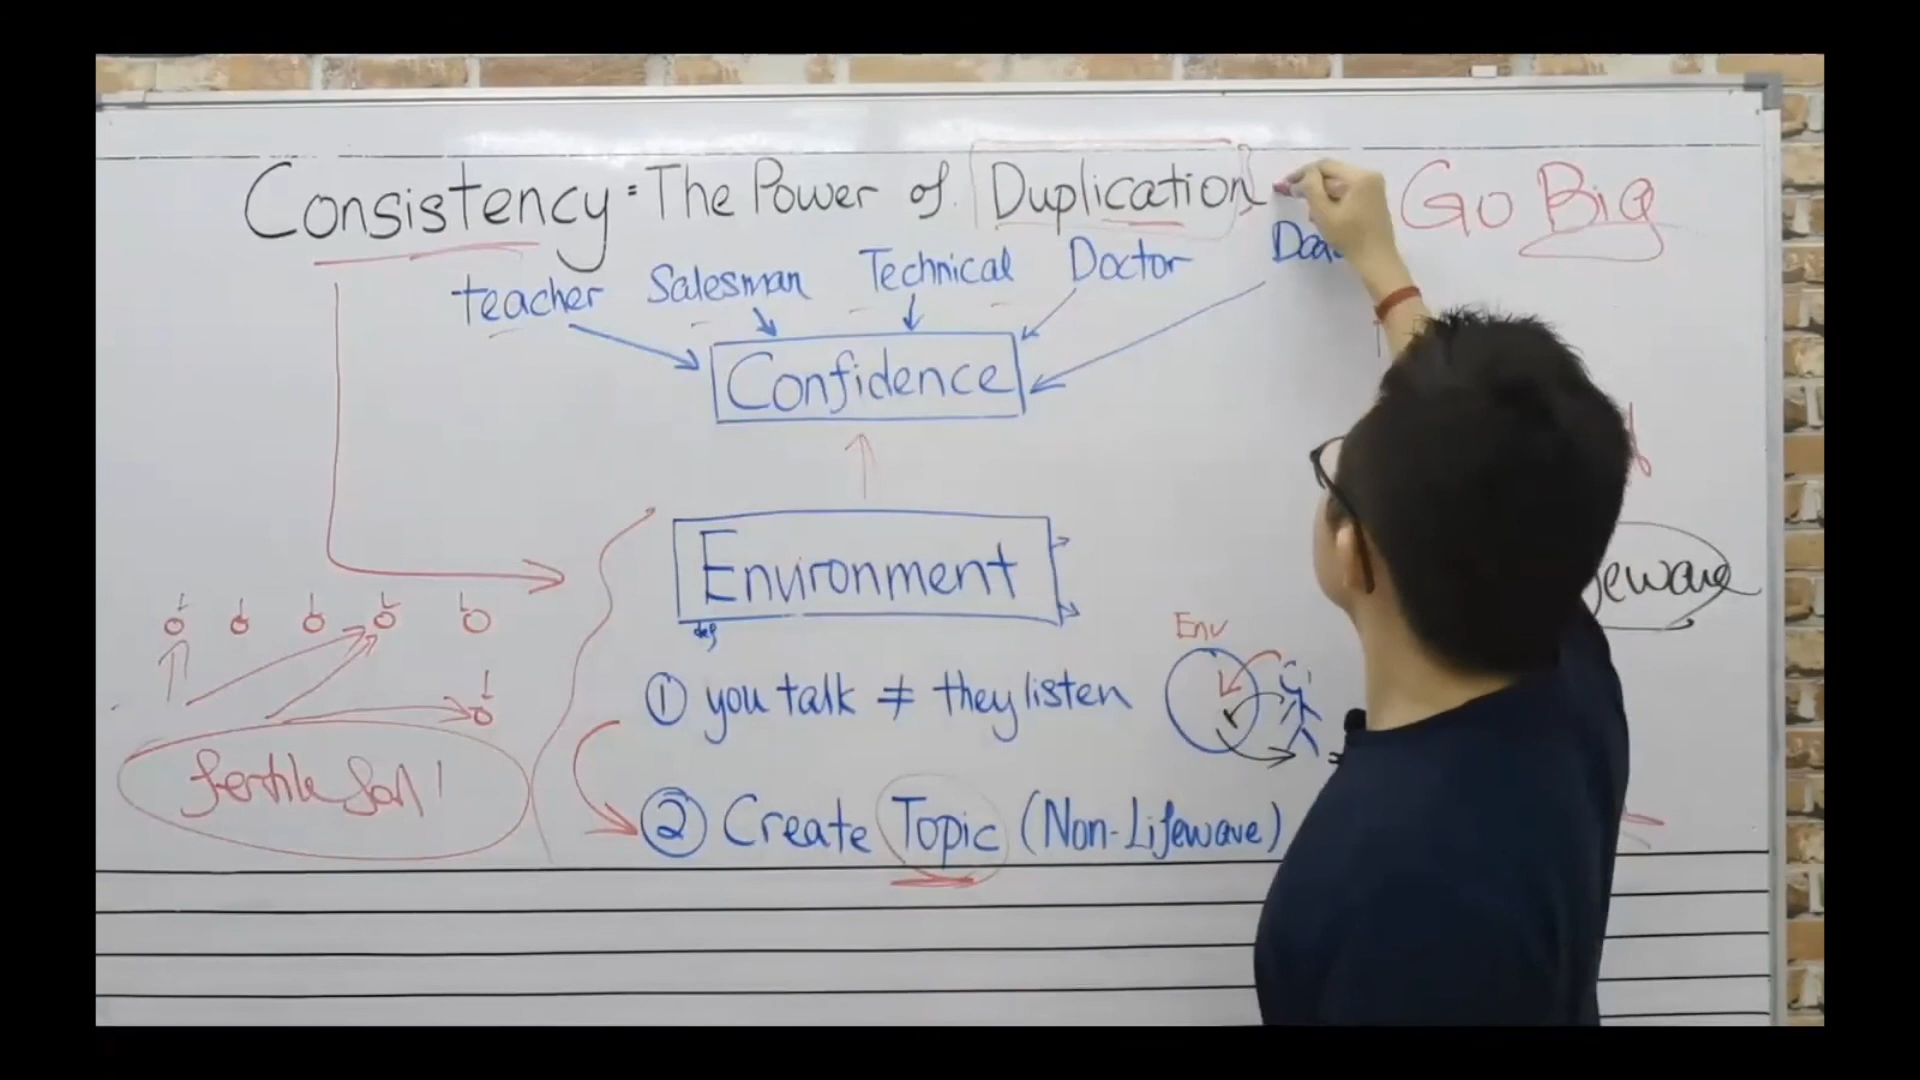 Consistency = The Power of Duplication
Go Big
teacher Salesman Technical Doctor
Confidence
Environment
def
Env
① you talk ≠ they listen
② Create Topic (Non-Lifewave)
fertile